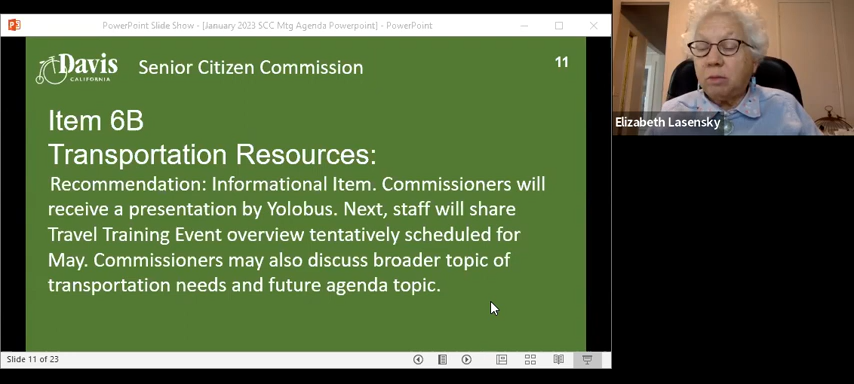 PowerPoint Slide Show - [January 2023 SCC Mtg Agenda Powerpoint] - PowerPoint
Davis
CALIFORNIA
Senior Citizen Commission
11
Item 6B
Transportation Resources:
Recommendation: Informational Item. Commissioners will
receive a presentation by Yolobus. Next, staff will share
Travel Training Event overview tentatively scheduled for
May. Commissioners may also discuss broader topic of
transportation needs and future agenda topic.
Slide 11 of 23
Elizabeth Lasensky